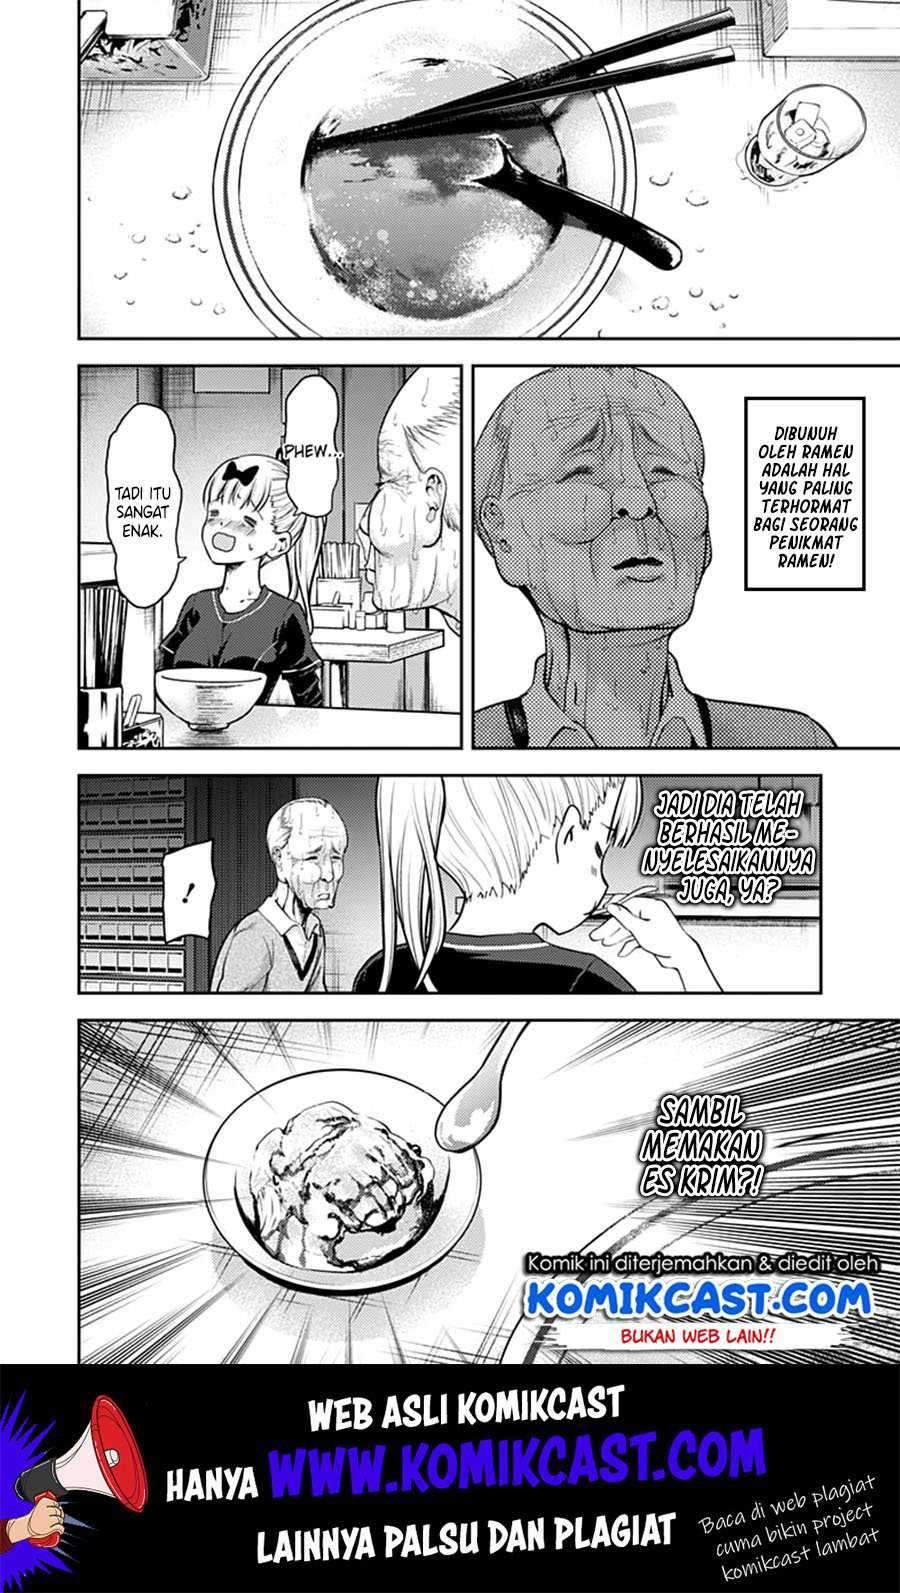 DIBUNUH
OLEH RAMEN
ADALAH HAL
YANG PALING
TERHORMAT
BAGI SEORANG
PENIKMAT
RAMEN!
PHEW...
TADI ITU
SANGAT
ENAK.
JADI DIA TELAH
BERHASIL ME-
NYELESAIKANNYA
JUGA, YA?
!
SAMBIL
MEMAKAN
ES KRIM?!
Komik ini diterjemahkan & diedit oleh
KOMIKCAST.COM
BUKAN WEB LAIN!!
WEB ASLI KOMIKCAST
HANYA WWW.KOMIKCAST.COM
LAINNYA PALSU DAN PLAGIAT
Baca di web plagiat
cuma bikin project
komikcast lambat